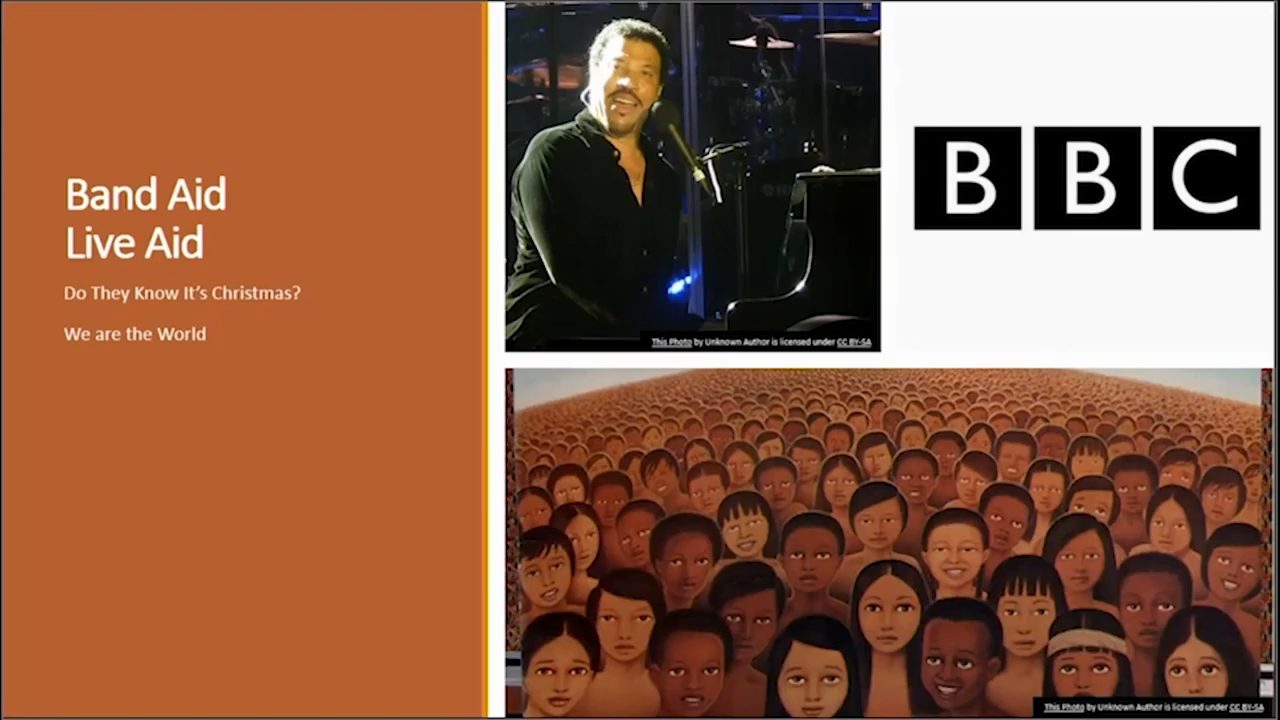 Band Aid
Live Aid
Do They Know It’s Christmas?
We are the World
This Photo by Unknown Author is licensed under CC BY-SA
BBC
This Photo by Unknown Author is licensed under CC BY-SA